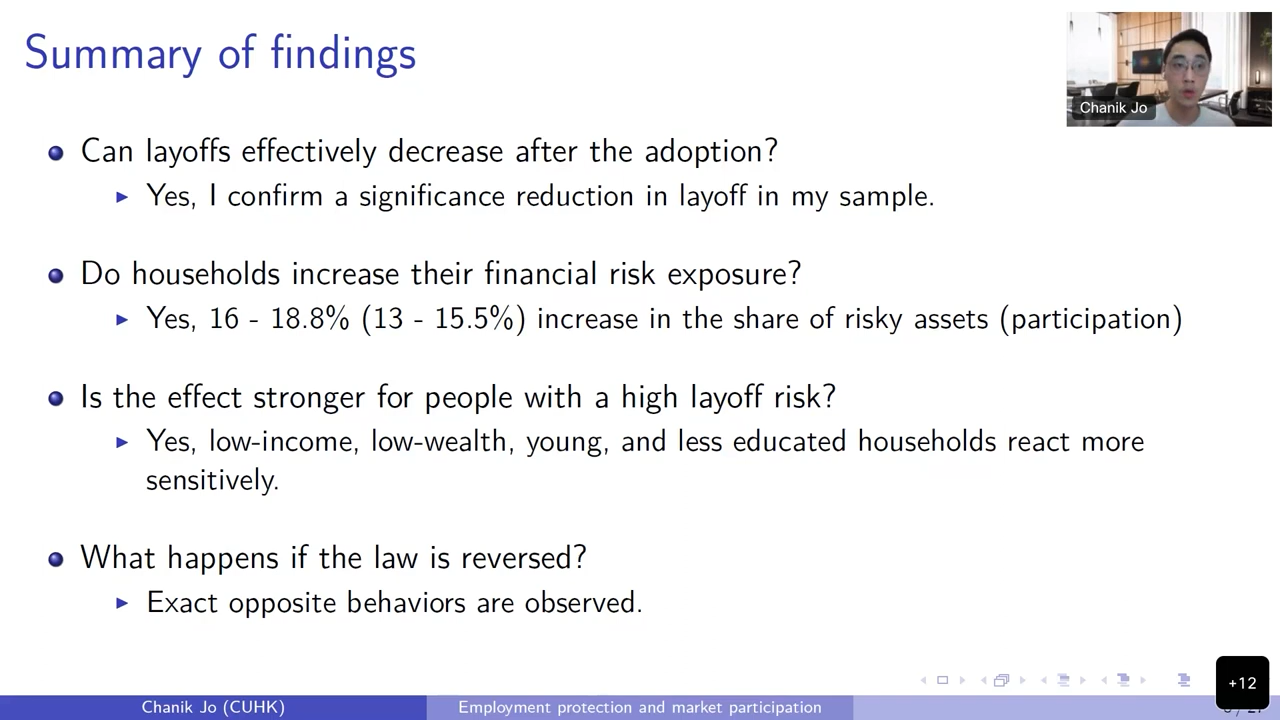 Summary of findings
Chanik Jo
Can layoffs effectively decrease after the adoption?
Yes, I confirm a significance reduction in layoff in my sample.
Do households increase their financial risk exposure?
Yes, 16 - 18.8% (13 - 15.5%) increase in the share of risky assets (participation)
Is the effect stronger for people with a high layoff risk?
Yes, low-income, low-wealth, young, and less educated households react more
sensitively.
What happens if the law is reversed?
Exact opposite behaviors are observed.
+12
Chanik Jo (CUHK)
Employment protection and market participation